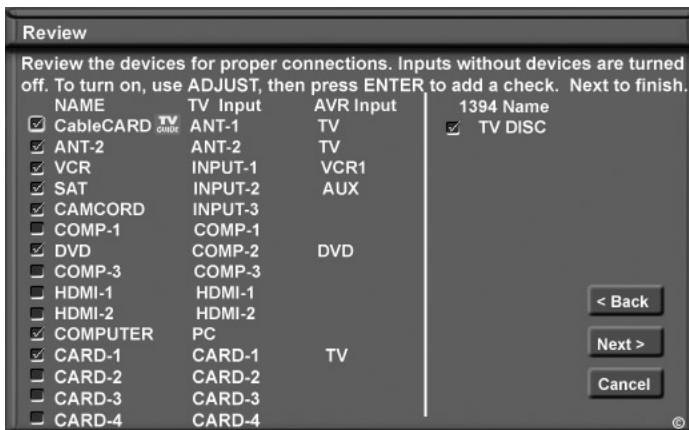 Review
Review the devices for proper connections. Inputs without devices are turned
off. To turn on, use ADJUST, then press ENTER to add a check. Next to finish.
NAME TV Input AVR Input 1394 Name
CableCARD TV GUIDE ANT-1 TV TV DISC
ANT-2 ANT-2 TV
VCR INPUT-1 VCR1
SAT INPUT-2 AUX
CAMCORD INPUT-3
COMP-1 COMP-1
DVD COMP-2 DVD
COMP-3 COMP-3
HDMI-1 HDMI-1
HDMI-2 HDMI-2
COMPUTER PC
CARD-1 CARD-1 TV
CARD-2 CARD-2
CARD-3 CARD-3
CARD-4 CARD-4
< Back
Next >
Cancel
©